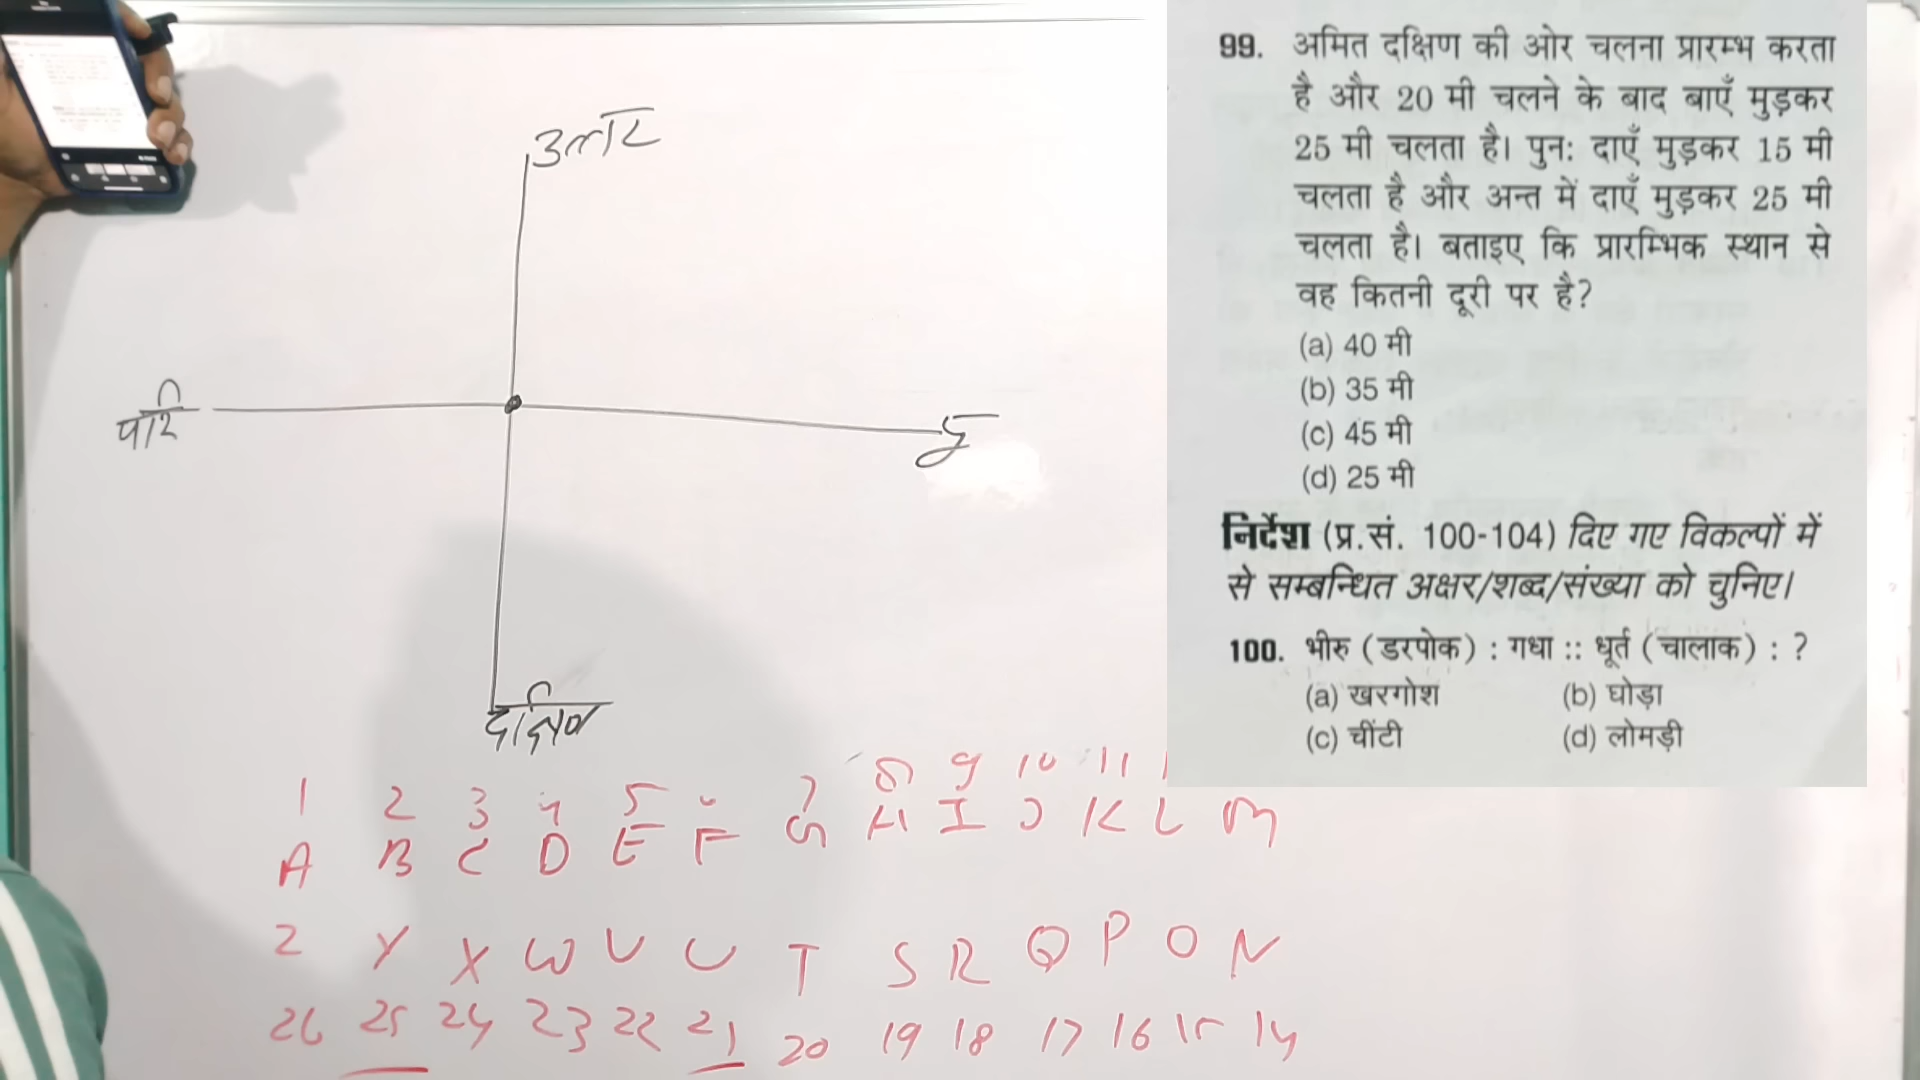 उत्तर
पू
दक्षिण
1 2 3 4 5 7 8 9 10 11
A B C D E F G H I J K L M
Z Y X W V U T S R Q P O N
26 25 24 23 22 21 20 19 18 17 16 15 14
99. अमित दक्षिण की ओर चलना प्रारम्भ करता
है और 20 मी चलने के बाद बाएँ मुड़कर
25 मी चलता है। पुनः दाएँ मुड़कर 15 मी
चलता है और अन्त में दाएँ मुड़कर 25 मी
चलता है। बताइए कि प्रारम्भिक स्थान से
वह कितनी दूरी पर है?
(a) 40 मी
(b) 35 मी
(c) 45 मी
(d) 25 मी
निर्देश (प्र.सं. 100-104) दिए गए विकल्पों में
से सम्बन्धित अक्षर/शब्द/संख्या को चुनिए।
100. भीरु (डरपोक) : गधा :: धूर्त (चालाक) : ?
(a) खरगोश (b) घोड़ा
(c) चींटी (d) लोमड़ी